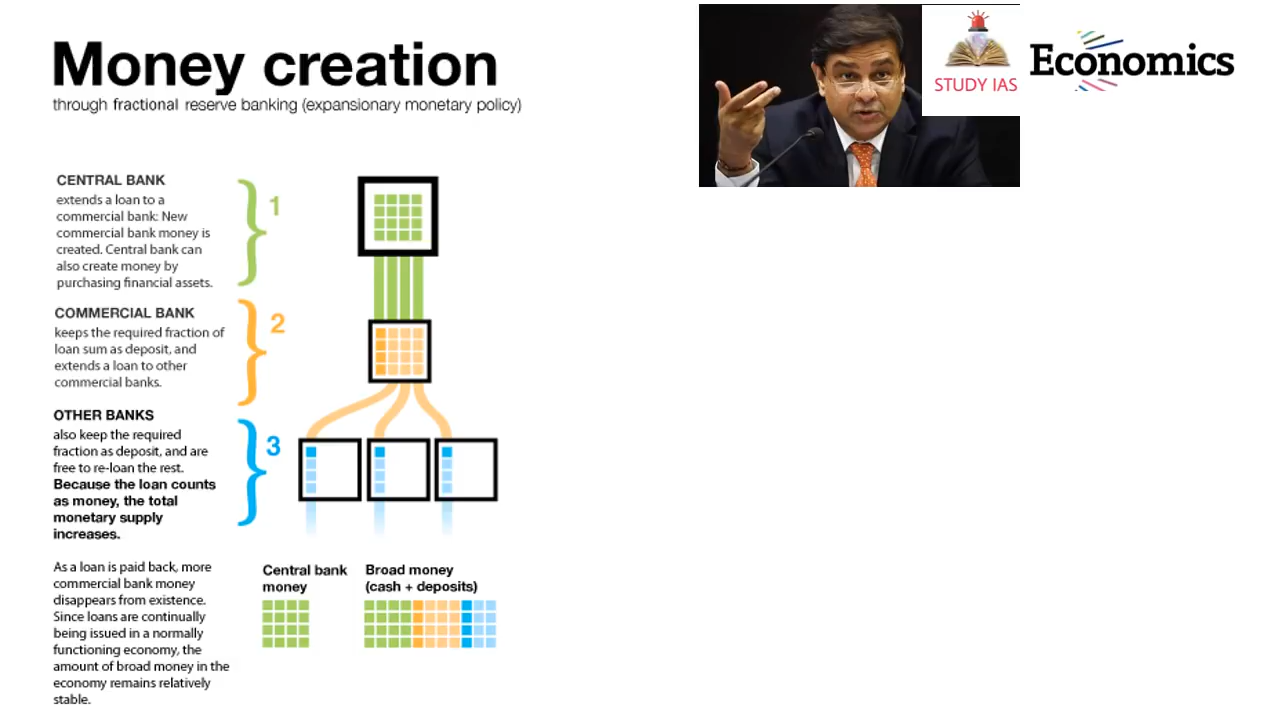 Money creation
through fractional reserve banking (expansionary monetary policy)
STUDY IAS
Economics
CENTRAL BANK
extends a loan to a
commercial bank: New
commercial bank money is
created. Central bank can
also create money by
purchasing financial assets.
1
COMMERCIAL BANK
keeps the required fraction of
loan sum as deposit, and
extends a loan to other
commercial banks.
2
OTHER BANKS
also keep the required
fraction as deposit, and are
free to re-loan the rest.
Because the loan counts
as money, the total
monetary supply
increases.
3
As a loan is paid back, more
commercial bank money
disappears from existence.
Since loans are continually
being issued in a normally
functioning economy, the
amount of broad money in the
economy remains relatively
stable.
Central bank
money
Broad money
(cash + deposits)